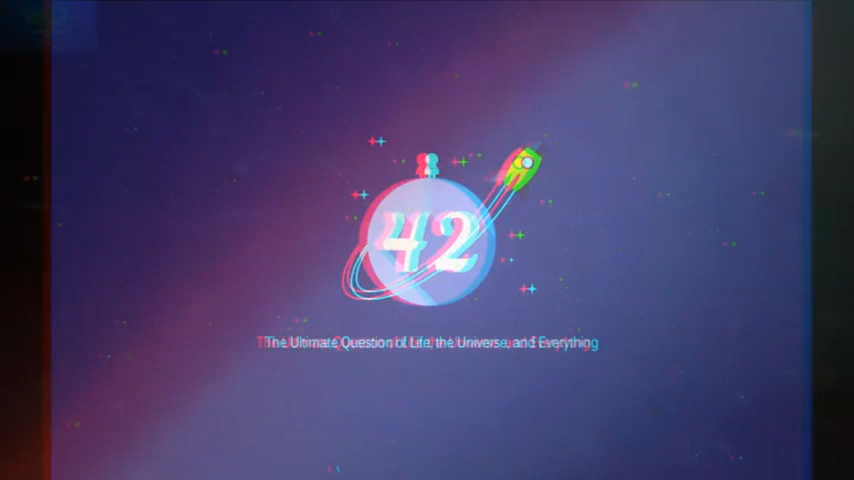 42
The Ultimate Question of Life, the Universe, and Everything